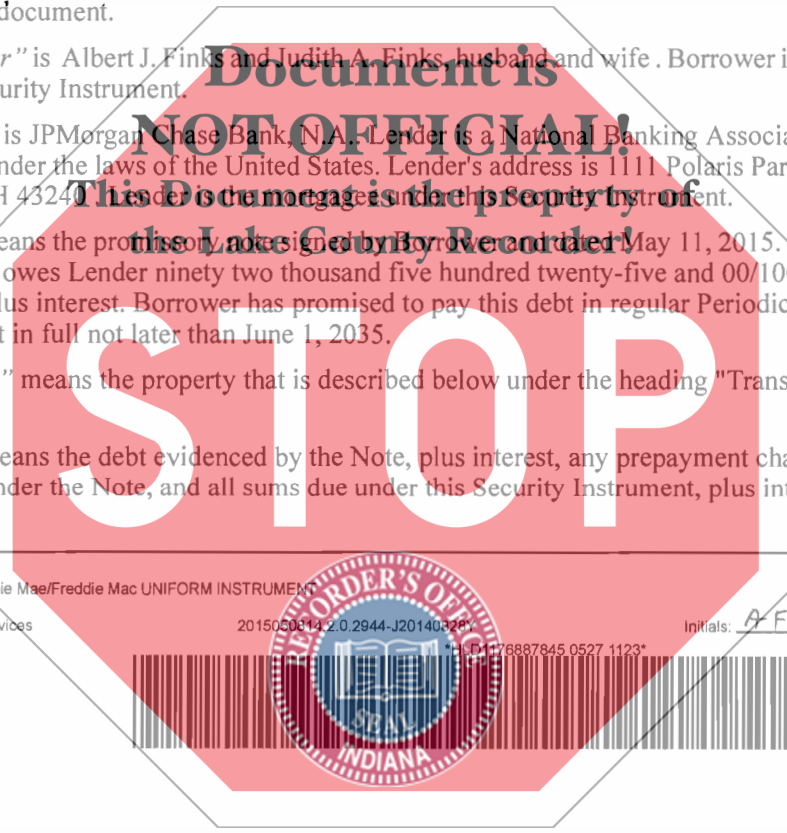 document.
r” is Albert J. Finks and Judith A. Finks, husband and wife . Borrower i
urity Instrument.
Document is
is JPMorgan Chase Bank, N.A.. Lender is a National Banking Associa
NOT OFFICIAL!
nder the laws of the United States. Lender's address is 1111 Polaris Par
H 43240 . Lender is the mortgagee under this Security Instrument.
This Document is the property of
eans the promissory note signed by Borrower and dated May 11, 2015.
the Lake County Recorder!
owes Lender ninety two thousand five hundred twenty-five and 00/10
lus interest. Borrower has promised to pay this debt in regular Periodic
t in full not later than June 1, 2035.
STOP
” means the property that is described below under the heading "Trans
eans the debt evidenced by the Note, plus interest, any prepayment cha
nder the Note, and all sums due under this Security Instrument, plus int
ie Mae/Freddie Mac UNIFORM INSTRUMENT
vices
2015050814.2.0.2944-J20140828Y
Initials: A F
*HLD1176887845 0527 1123*
RECORDER'S OFFICE
SEAL
INDIANA